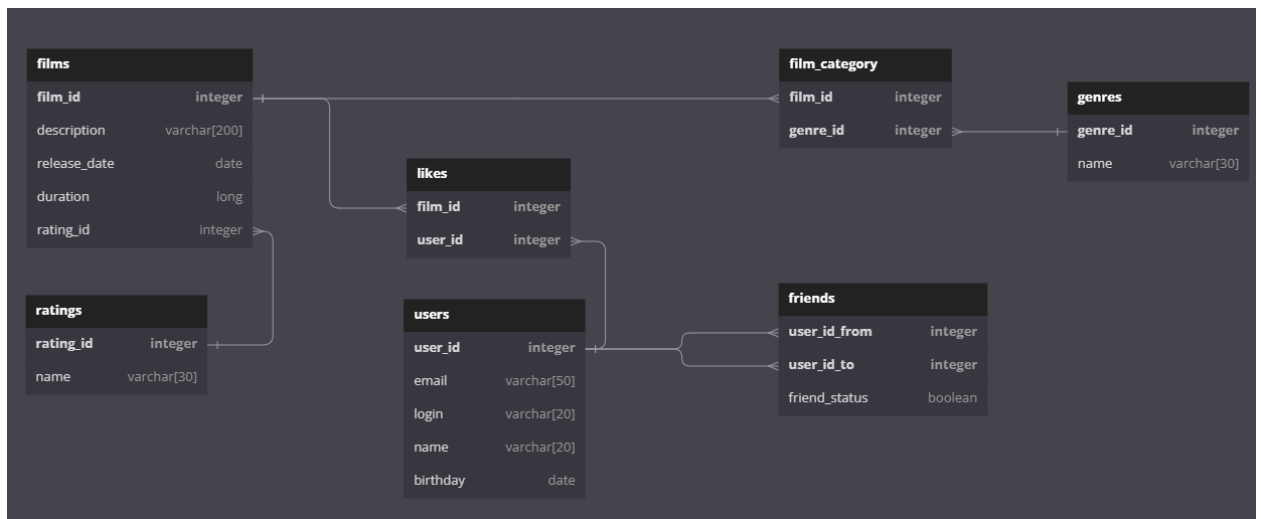 films
film_id integer
description varchar[200]
release_date date
duration long
rating_id integer
ratings
rating_id integer
name varchar[30]
likes
film_id integer
user_id integer
users
user_id integer
email varchar[50]
login varchar[20]
name varchar[20]
birthday date
film_category
film_id integer
genre_id integer
genres
genre_id integer
name varchar[30]
friends
user_id_from integer
user_id_to integer
friend_status boolean